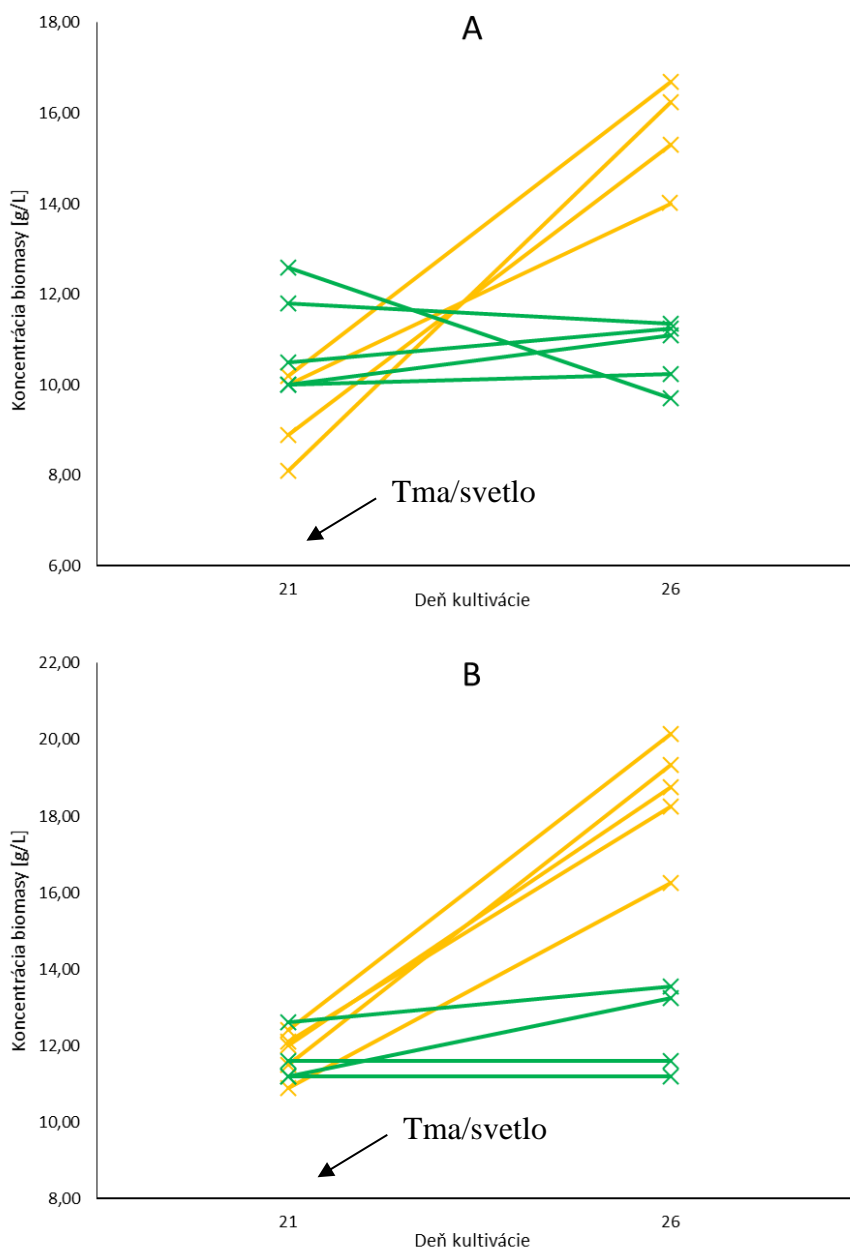 A
18,00
16,00
14,00
12,00
10,00
8,00
6,00
Koncentrácia biomasy [g/L]
Tma/svetlo
21
26
Deň kultivácie
B
22,00
20,00
18,00
16,00
14,00
12,00
10,00
8,00
Koncentrácia biomasy [g/L]
Tma/svetlo
21
26
Deň kultivácie